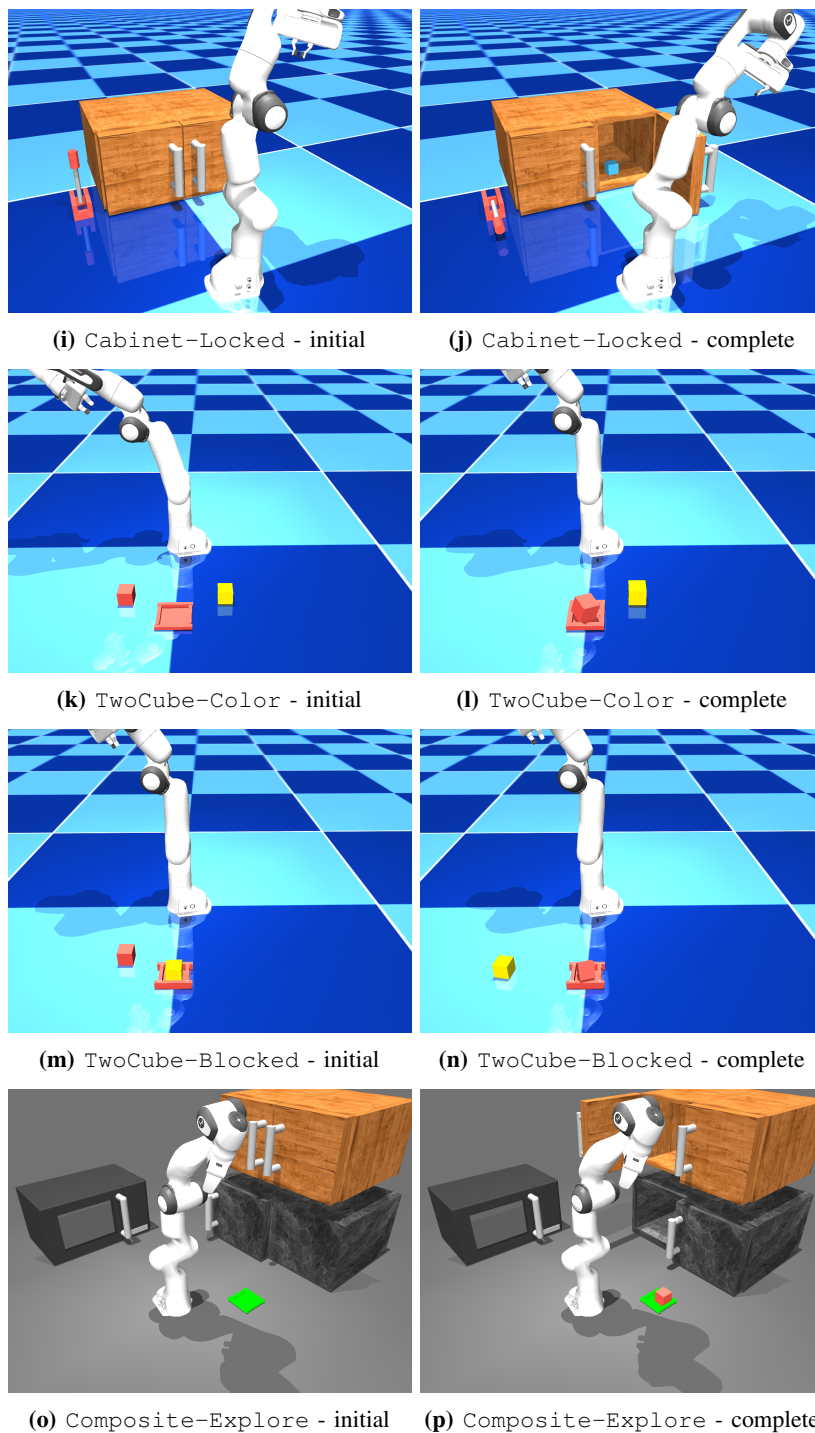 (i) Cabinet-Locked - initial
(j) Cabinet-Locked - complete
(k) TwoCube-Color - initial
(l) TwoCube-Color - complete
(m) TwoCube-Blocked - initial
(n) TwoCube-Blocked - complete
(o) Composite-Explore - initial
(p) Composite-Explore - complete